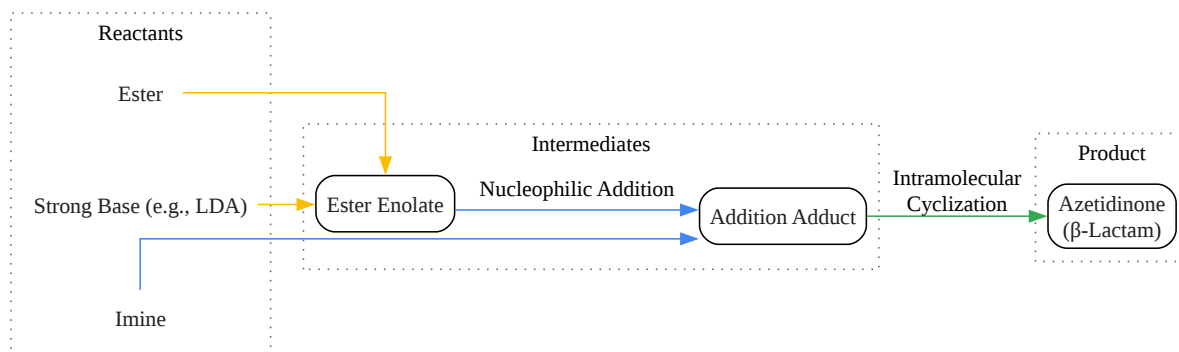 Reactants
Ester
Strong Base (e.g., LDA)
Imine
Intermediates
Ester Enolate
Nucleophilic Addition
Addition Adduct
Intramolecular
Cyclization
Product
Azetidinone
(β-Lactam)